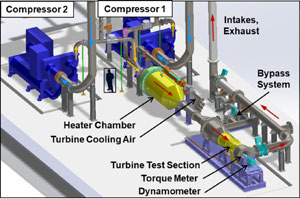 Compressor 2
Compressor 1
Intakes,
Exhaust
Bypass
System
Heater Chamber
Turbine Cooling Air
Turbine Test Section
Torque Meter
Dynamometer